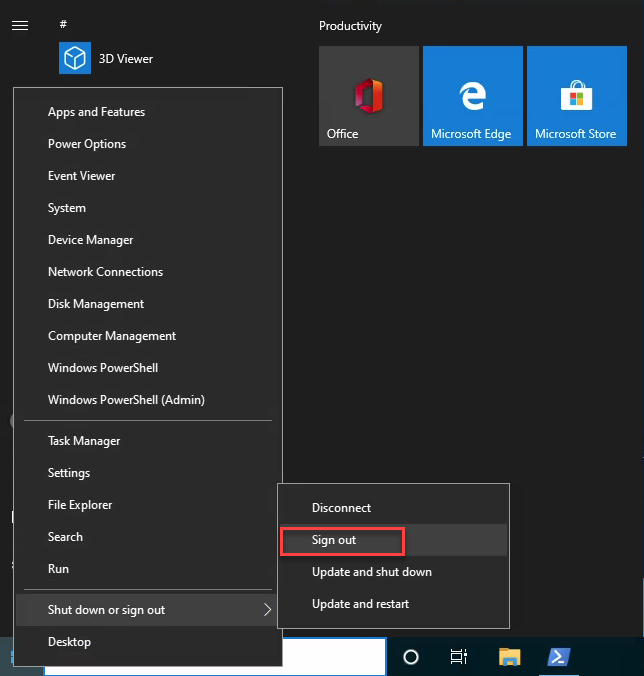 #
3D Viewer
Productivity
Office
Microsoft Edge
Microsoft Store
Apps and Features
Power Options
Event Viewer
System
Device Manager
Network Connections
Disk Management
Computer Management
Windows PowerShell
Windows PowerShell (Admin)
Task Manager
Settings
File Explorer
Search
Run
Shut down or sign out
Desktop
Disconnect
Sign out
Update and shut down
Update and restart